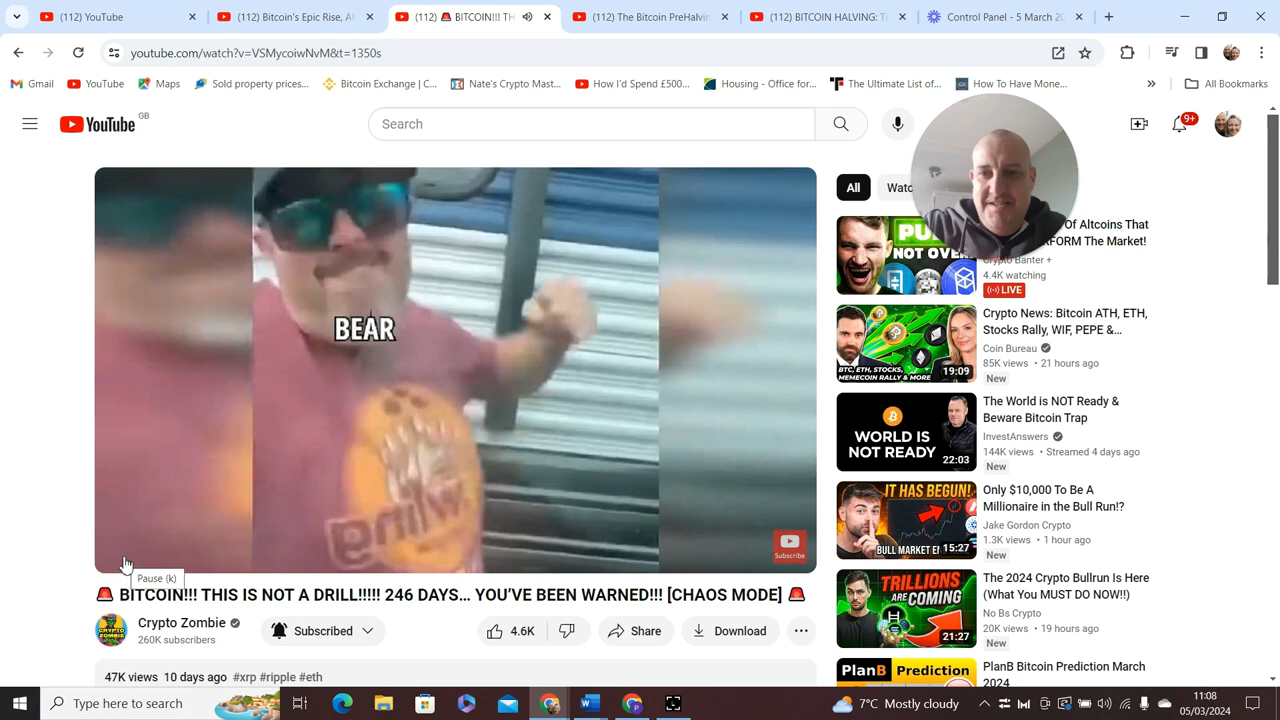 (112) YouTube
(112) Bitcoin's Epic Rise, Al
(112) 🚨 BITCOIN!!! TH
(112) The Bitcoin PreHalvin
(112) BITCOIN HALVING: T
Control Panel - 5 March 20
youtube.com/watch?v=VSMycoiwNvM&t=1350s
Gmail
YouTube
Maps
Sold property prices...
Bitcoin Exchange | C...
Nate's Crypto Mast...
How I'd Spend £500...
Housing - Office for...
The Ultimate List of...
How To Have Mone...
All Bookmarks
YouTube GB
Search
9+
All
Watc
BEAR
Subscribe
Pause (k)
🚨 BITCOIN!!! THIS IS NOT A DRILL!!!!! 246 DAYS... YOU'VE BEEN WARNED!!! [CHAOS MODE] 🚨
Crypto Zombie
260K subscribers
Subscribed
4.6K
Share
Download
47K views 10 days ago #xrp #ripple #eth
NOT OVER
Of Altcoins That
The Market!
Crypto Banter +
4.4K watching
LIVE
BTC, ETH, STOCKS,
MEMECOIN RALLY & MORE
19:09
Crypto News: Bitcoin ATH, ETH,
Stocks Rally, WIF, PEPE &...
Coin Bureau
85K views • 21 hours ago
New
WORLD IS
NOT READY
22:03
The World is NOT Ready &
Beware Bitcoin Trap
InvestAnswers
144K views • Streamed 4 days ago
New
IT HAS BEGUN!
BULL MARKET
15:27
Only $10,000 To Be A
Millionaire in the Bull Run!?
Jake Gordon Crypto
1.3K views • 1 hour ago
New
TRILLIONS
ARE COMING
21:27
The 2024 Crypto Bullrun Is Here
(What You MUST DO NOW!!)
No Bs Crypto
20K views • 19 hours ago
New
PlanB Prediction
PlanB Bitcoin Prediction March
2024
Type here to search
7°C Mostly cloudy
11:08
05/03/2024